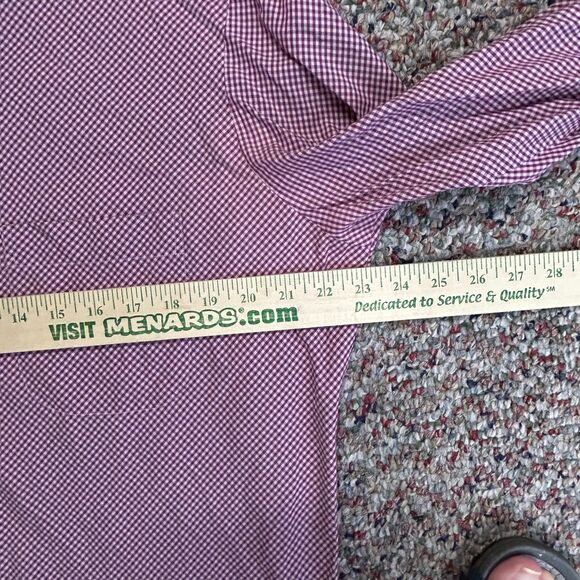 14 15 16 17 18 19 20 21 22 23 24 25 26 27 28
VISIT MENARDS®.com Dedicated to Service & Quality℠